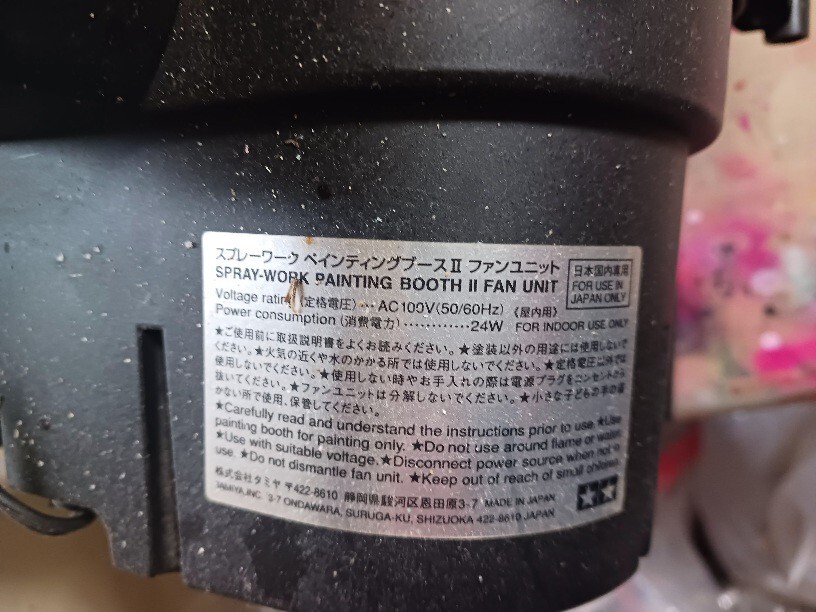 スプレーワーク ペインティングブースⅡ ファンユニット
SPRAY-WORK PAINTING BOOTH II FAN UNIT
日本国内専用
FOR USE IN
JAPAN ONLY
Voltage rating (定格電圧)‥AC100V(50/60Hz)〈屋内用〉
Power consumption (消費電力)············24W FOR INDOOR USE ONLY
★ご使用前に取扱説明書をよくお読みください。★塗装以外の用途には使用しないで
ください。★火気の近くや水のかかる所では使用しないでください。★定格電圧以外では
使用しないでください。★使用しない時やお手入れの際は電源プラグをコンセントから
抜いてください。★ファンユニットは分解しないでください。★小さな子どもの手の届
かない所で使用、保管してください。
★Carefully read and understand the instructions prior to use.★Use
painting booth for painting only. ★Do not use around flame or water.
★Use with suitable voltage.★Disconnect power source when not in
use. ★Do not dismantle fan unit. ★Keep out of reach of small children.
株式会社タミヤ 〒422-8610 静岡県駿河区恩田原3-7 MADE IN JAPAN
TAMIYA,INC. 3-7 ONDAWARA, SURUGA-KU, SHIZUOKA 422-8610 JAPAN